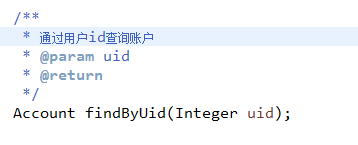 /**
 * 通过用户id查询账户
 * @param uid
 * @return
 */
Account findByUid(Integer uid);